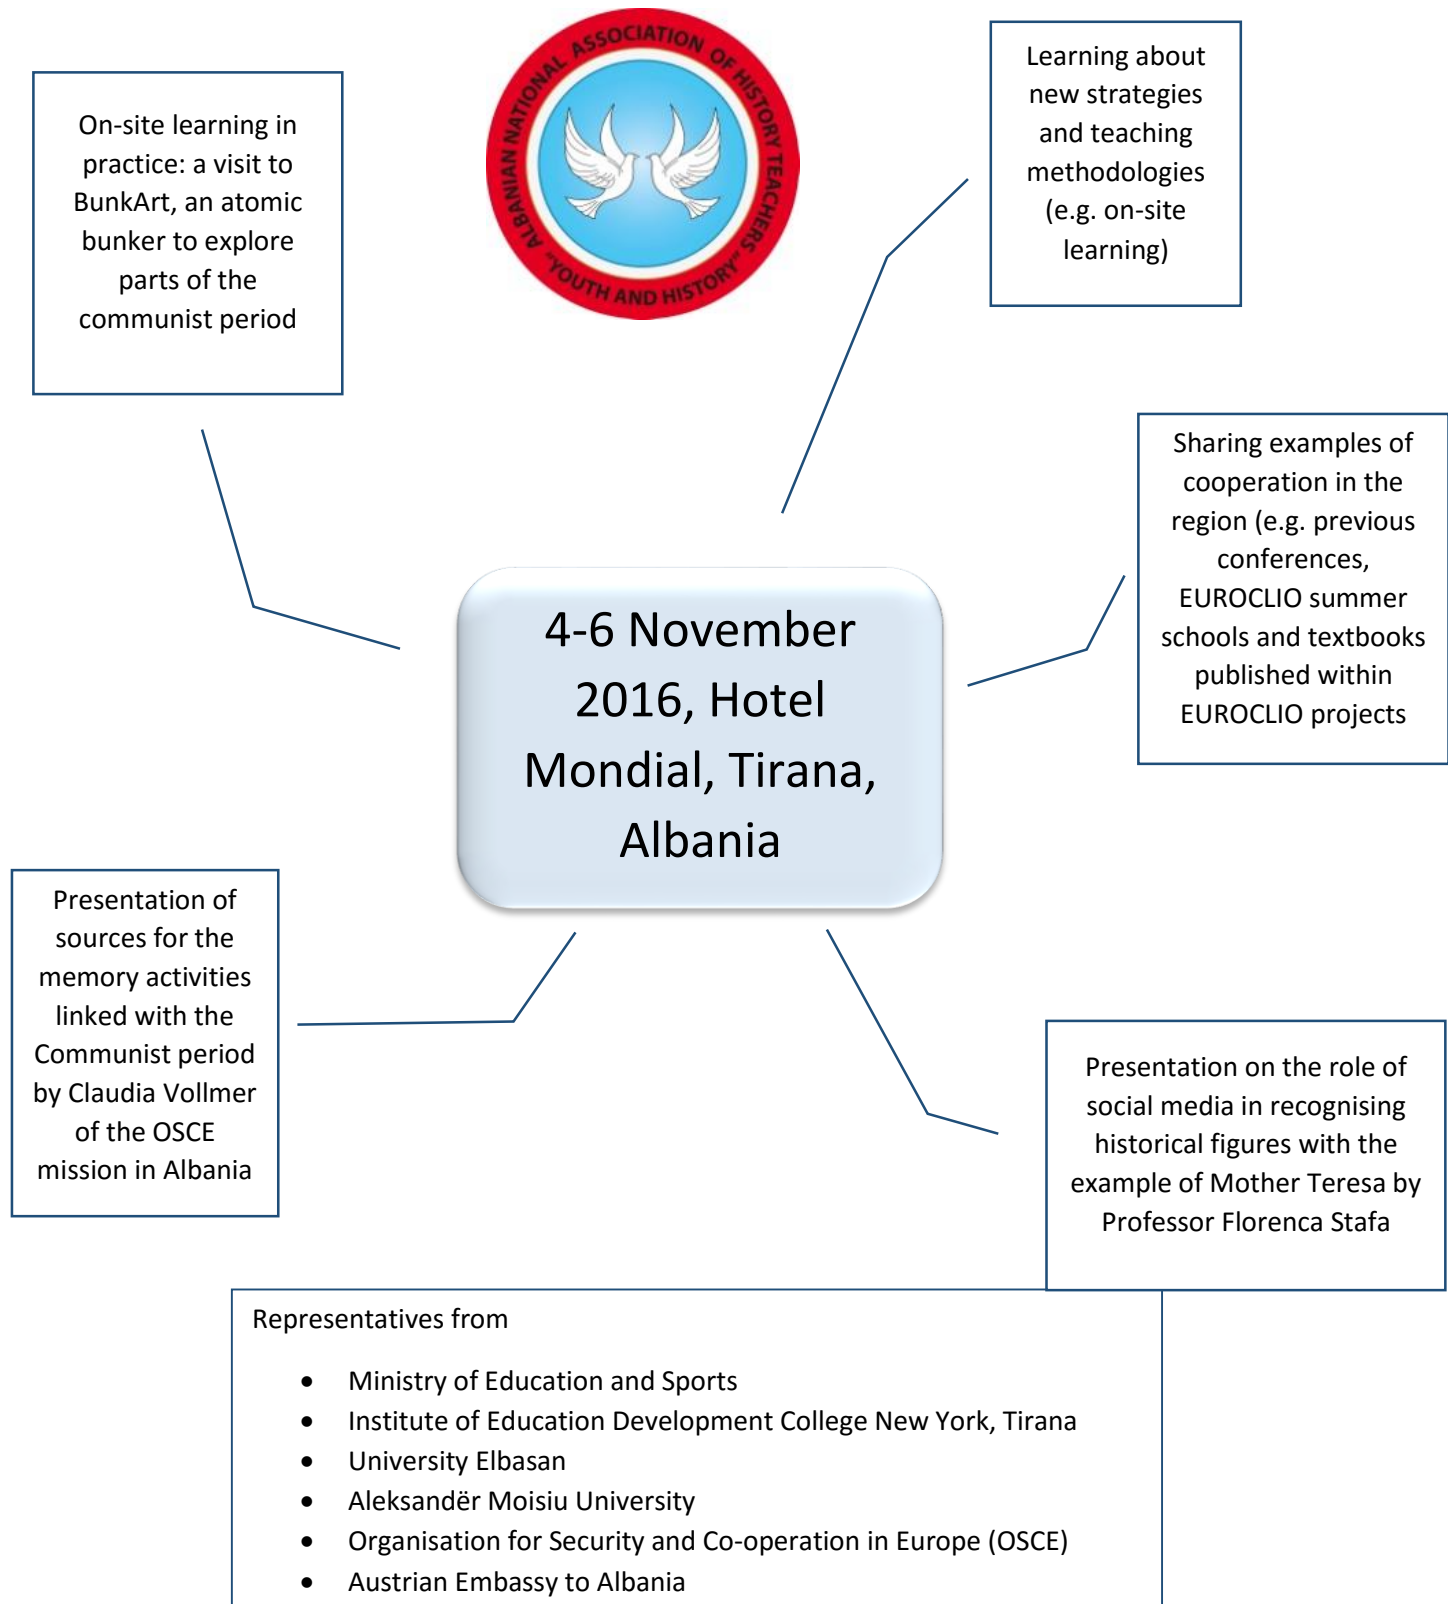 ALBANIAN NATIONAL ASSOCIATION OF HISTORY TEACHERS
"YOUTH AND HISTORY"
On-site learning in
practice: a visit to
BunkArt, an atomic
bunker to explore
parts of the
communist period
Learning about
new strategies
and teaching
methodologies
(e.g. on-site
learning)
Sharing examples of
cooperation in the
region (e.g. previous
conferences,
EUROCLIO summer
schools and textbooks
published within
EUROCLIO projects
4-6 November
2016, Hotel
Mondial, Tirana,
Albania
Presentation of
sources for the
memory activities
linked with the
Communist period
by Claudia Vollmer
of the OSCE
mission in Albania
Presentation on the role of
social media in recognising
historical figures with the
example of Mother Teresa by
Professor Florenca Stafa
Representatives from
• Ministry of Education and Sports
• Institute of Education Development College New York, Tirana
• University Elbasan
• Aleksandër Moisiu University
• Organisation for Security and Co-operation in Europe (OSCE)
• Austrian Embassy to Albania